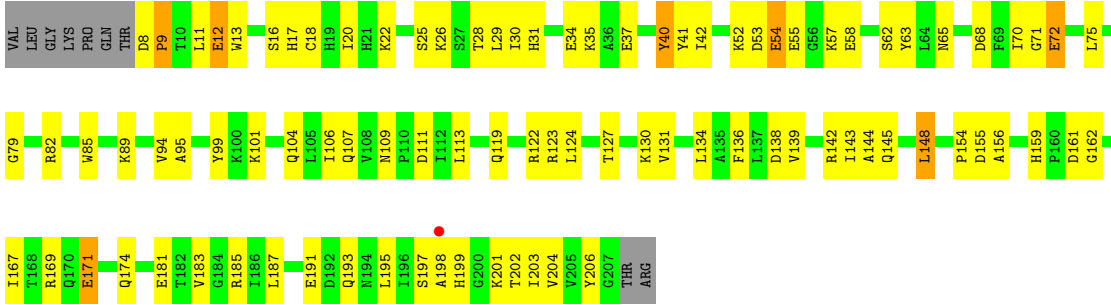 VAL LEU GLY LYS PRO GLN THR D8 P9 T10 L11 E12 W13 S16 H17 C18 H19 I20 H21 K22 S25 K26 S27 T28 L29 I30 H31 E34 K35 A36 E37 Y40 Y41 I42 K52 D53 E54 E55 G56 K57 E58 S62 Y63 L64 N65 D68 F69 I70 G71 E72 L75
G79 R82 W85 K89 V94 A95 Y99 K100 K101 Q104 L105 I106 Q107 V108 N109 P110 D111 I112 L113 Q119 R122 R123 L124 T127 K130 V131 L134 A135 F136 L137 D138 V139 R142 I143 A144 Q145 L148 P154 D155 A156 H159 P160 D161 G162
I167 T168 R169 Q170 E171 Q174 E181 T182 V183 G184 R185 I186 L187 E191 D192 Q193 N194 L195 I196 S197 A198 H199 G200 K201 T202 I203 V204 V205 Y206 G207 THR ARG